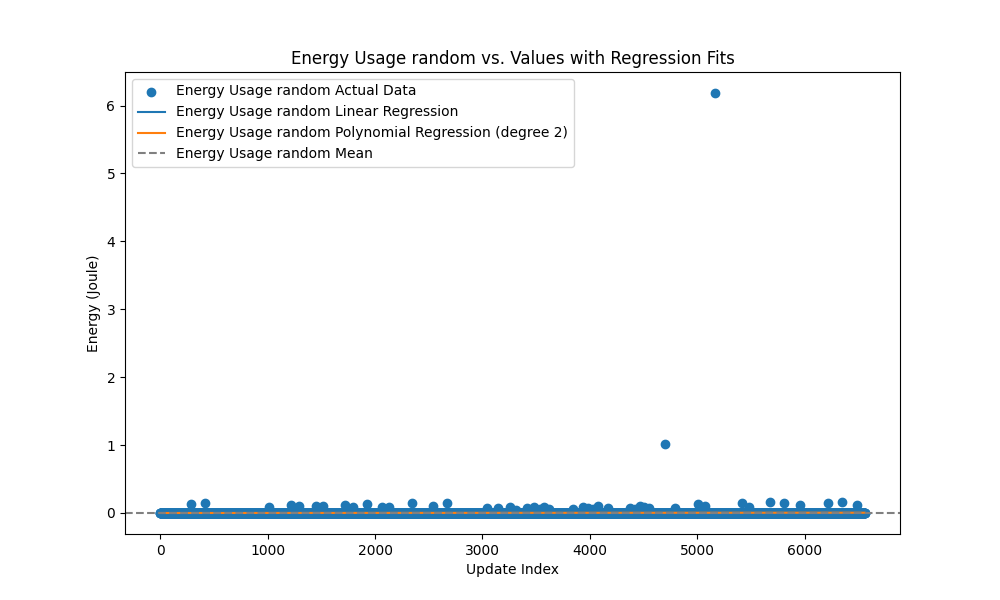 Energy Usage random vs. Values with Regression Fits
Energy Usage random Actual Data
Energy Usage random Linear Regression
Energy Usage random Polynomial Regression (degree 2)
Energy Usage random Mean
Energy (Joule)
6
5
4
3
2
1
0
0 1000 2000 3000 4000 5000 6000
Update Index